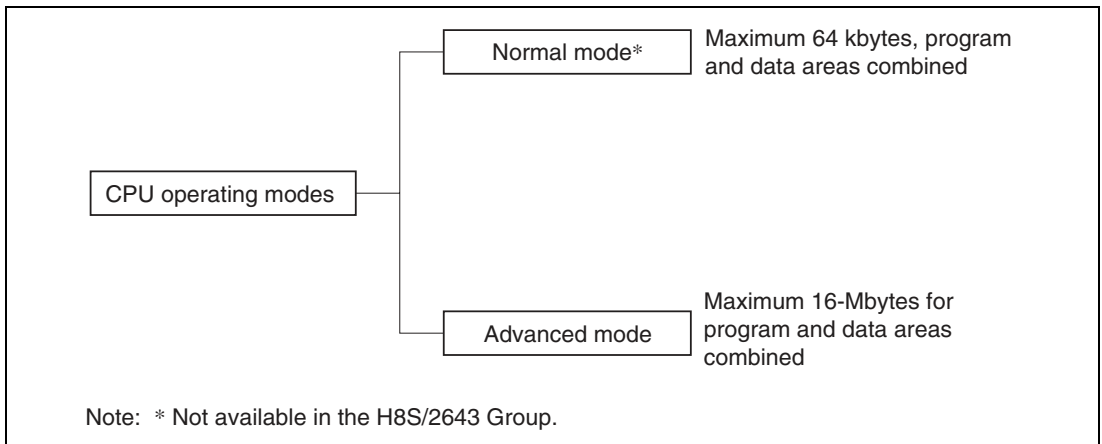 Normal mode*
Maximum 64 kbytes, program
and data areas combined
CPU operating modes
Advanced mode
Maximum 16-Mbytes for
program and data areas
combined
Note: * Not available in the H8S/2643 Group.